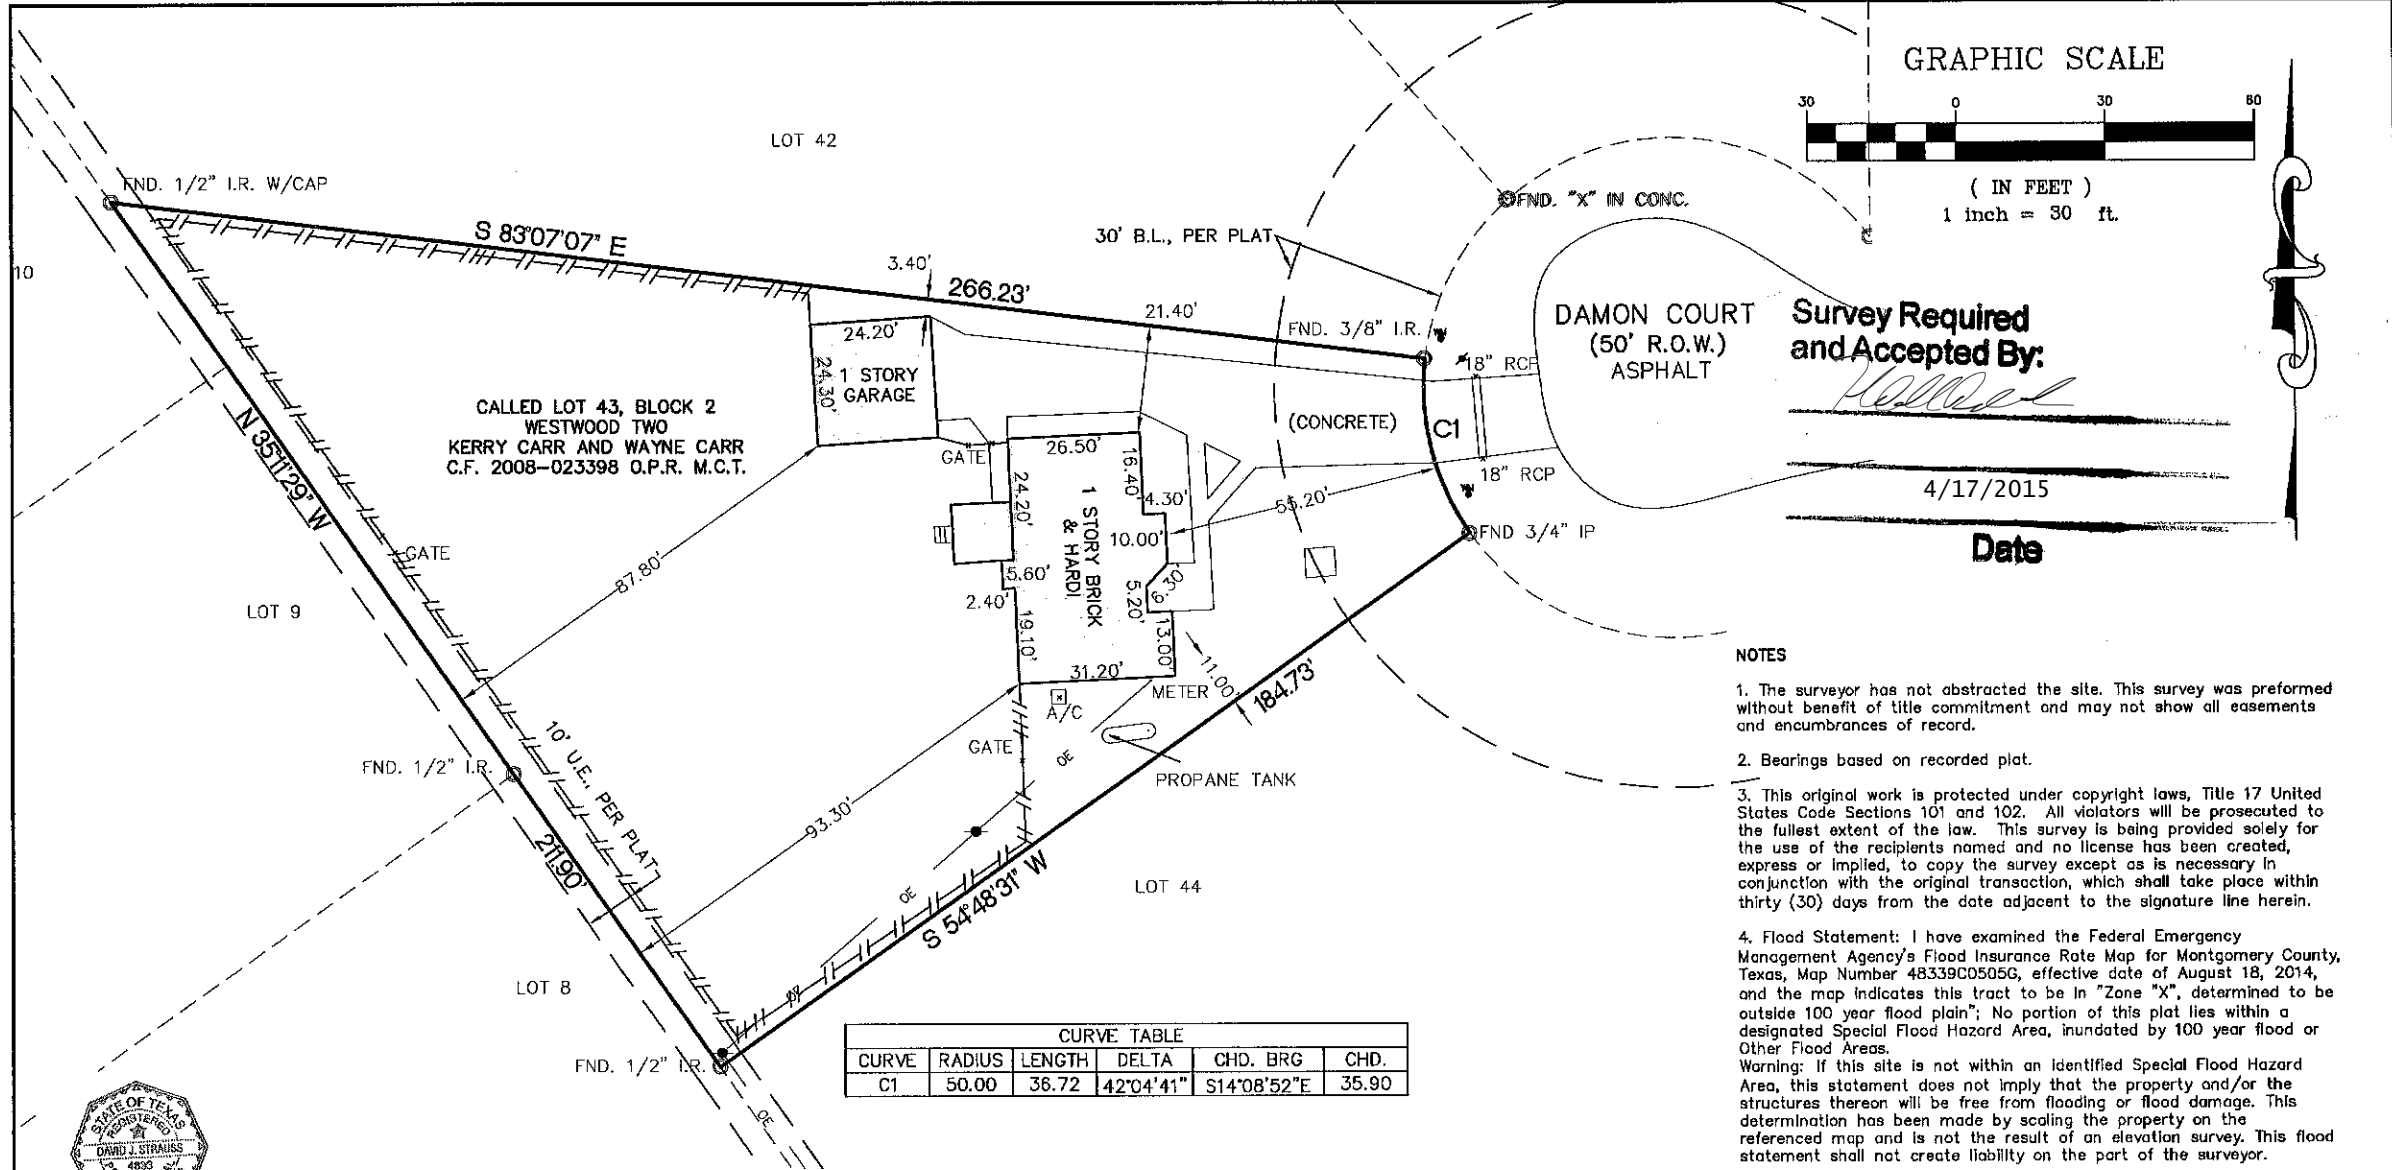 GRAPHIC SCALE
30 0 30 60
( IN FEET )
1 inch = 30 ft.
LOT 42
FND. 1/2" I.R. W/CAP
S 83°07'07" E
266.23'
3.40'
21.40'
30' B.L., PER PLAT
FND. "X" IN CONC.
FND. 3/8" I.R.
18" RCP
DAMON COURT
(50' R.O.W.)
ASPHALT
Survey Required
and Accepted By:
4/17/2015
Date
10
24.20'
24.30'
1 STORY
GARAGE
CALLED LOT 43, BLOCK 2
WESTWOOD TWO
KERRY CARR AND WAYNE CARR
C.F. 2008-023398 O.P.R. M.C.T.
N 35°11'29" W
211.90'
(CONCRETE)
C1
18" RCP
FND 3/4" IP
GATE
26.50'
16.40'
24.20'
4.30'
10.00'
55.20'
1 STORY BRICK
& HARDI
5.60'
2.40'
19.10'
5.20'
6.30'
13.00'
31.20'
11.00'
METER
A/C
GATE
OE
PROPANE TANK
184.73'
GATE
87.80'
LOT 9
93.30'
FND. 1/2" I.R.
10' U.E., PER PLAT
LOT 44
S 54°48'31" W
OE
OE
LOT 8
FND. 1/2" I.R.
OE
CURVE TABLE
CURVE RADIUS LENGTH DELTA CHD. BRG CHD.
C1 50.00 36.72 42°04'41" S14°08'52"E 35.90
NOTES
1. The surveyor has not abstracted the site. This survey was preformed
without benefit of title commitment and may not show all easements
and encumbrances of record.
2. Bearings based on recorded plat.
3. This original work is protected under copyright laws, Title 17 United
States Code Sections 101 and 102. All violators will be prosecuted to
the fullest extent of the law. This survey is being provided solely for
the use of the recipients named and no license has been created,
express or implied, to copy the survey except as is necessary in
conjunction with the original transaction, which shall take place within
thirty (30) days from the date adjacent to the signature line herein.
4. Flood Statement: I have examined the Federal Emergency
Management Agency's Flood Insurance Rate Map for Montgomery County,
Texas, Map Number 48339C0505G, effective date of August 18, 2014,
and the map indicates this tract to be in "Zone "X", determined to be
outside 100 year flood plain"; No portion of this plat lies within a
designated Special Flood Hazard Area, inundated by 100 year flood or
Other Flood Areas.
Warning: If this site is not within an identified Special Flood Hazard
Area, this statement does not imply that the property and/or the
structures thereon will be free from flooding or flood damage. This
determination has been made by scaling the property on the
referenced map and is not the result of an elevation survey. This flood
statement shall not create liability on the part of the surveyor.
STATE OF TEXAS
REGISTERED
DAVID J. STRAUSS
4833